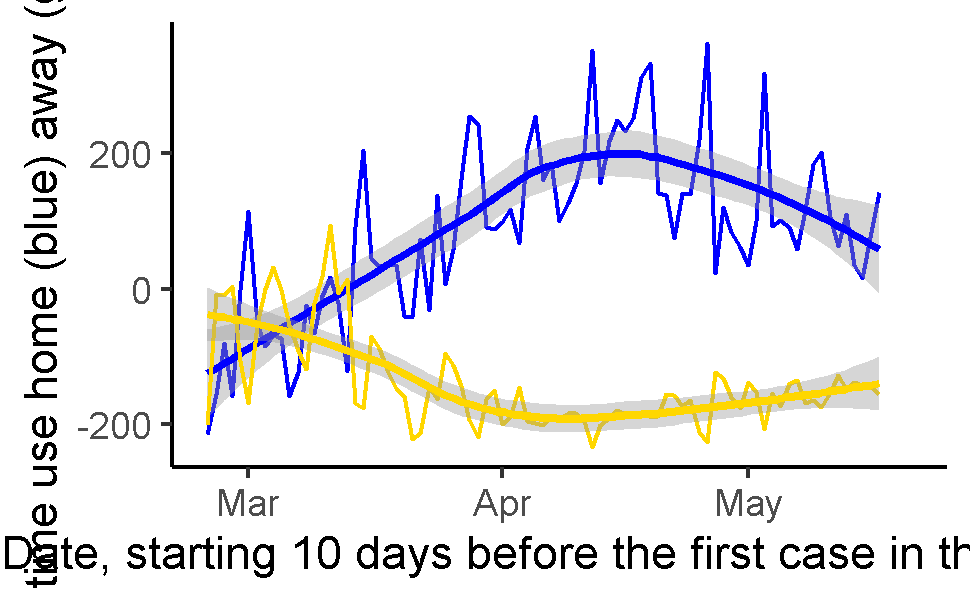 time use home (blue) away (
200
0
-200
Mar Apr May
Date, starting 10 days before the first case in th